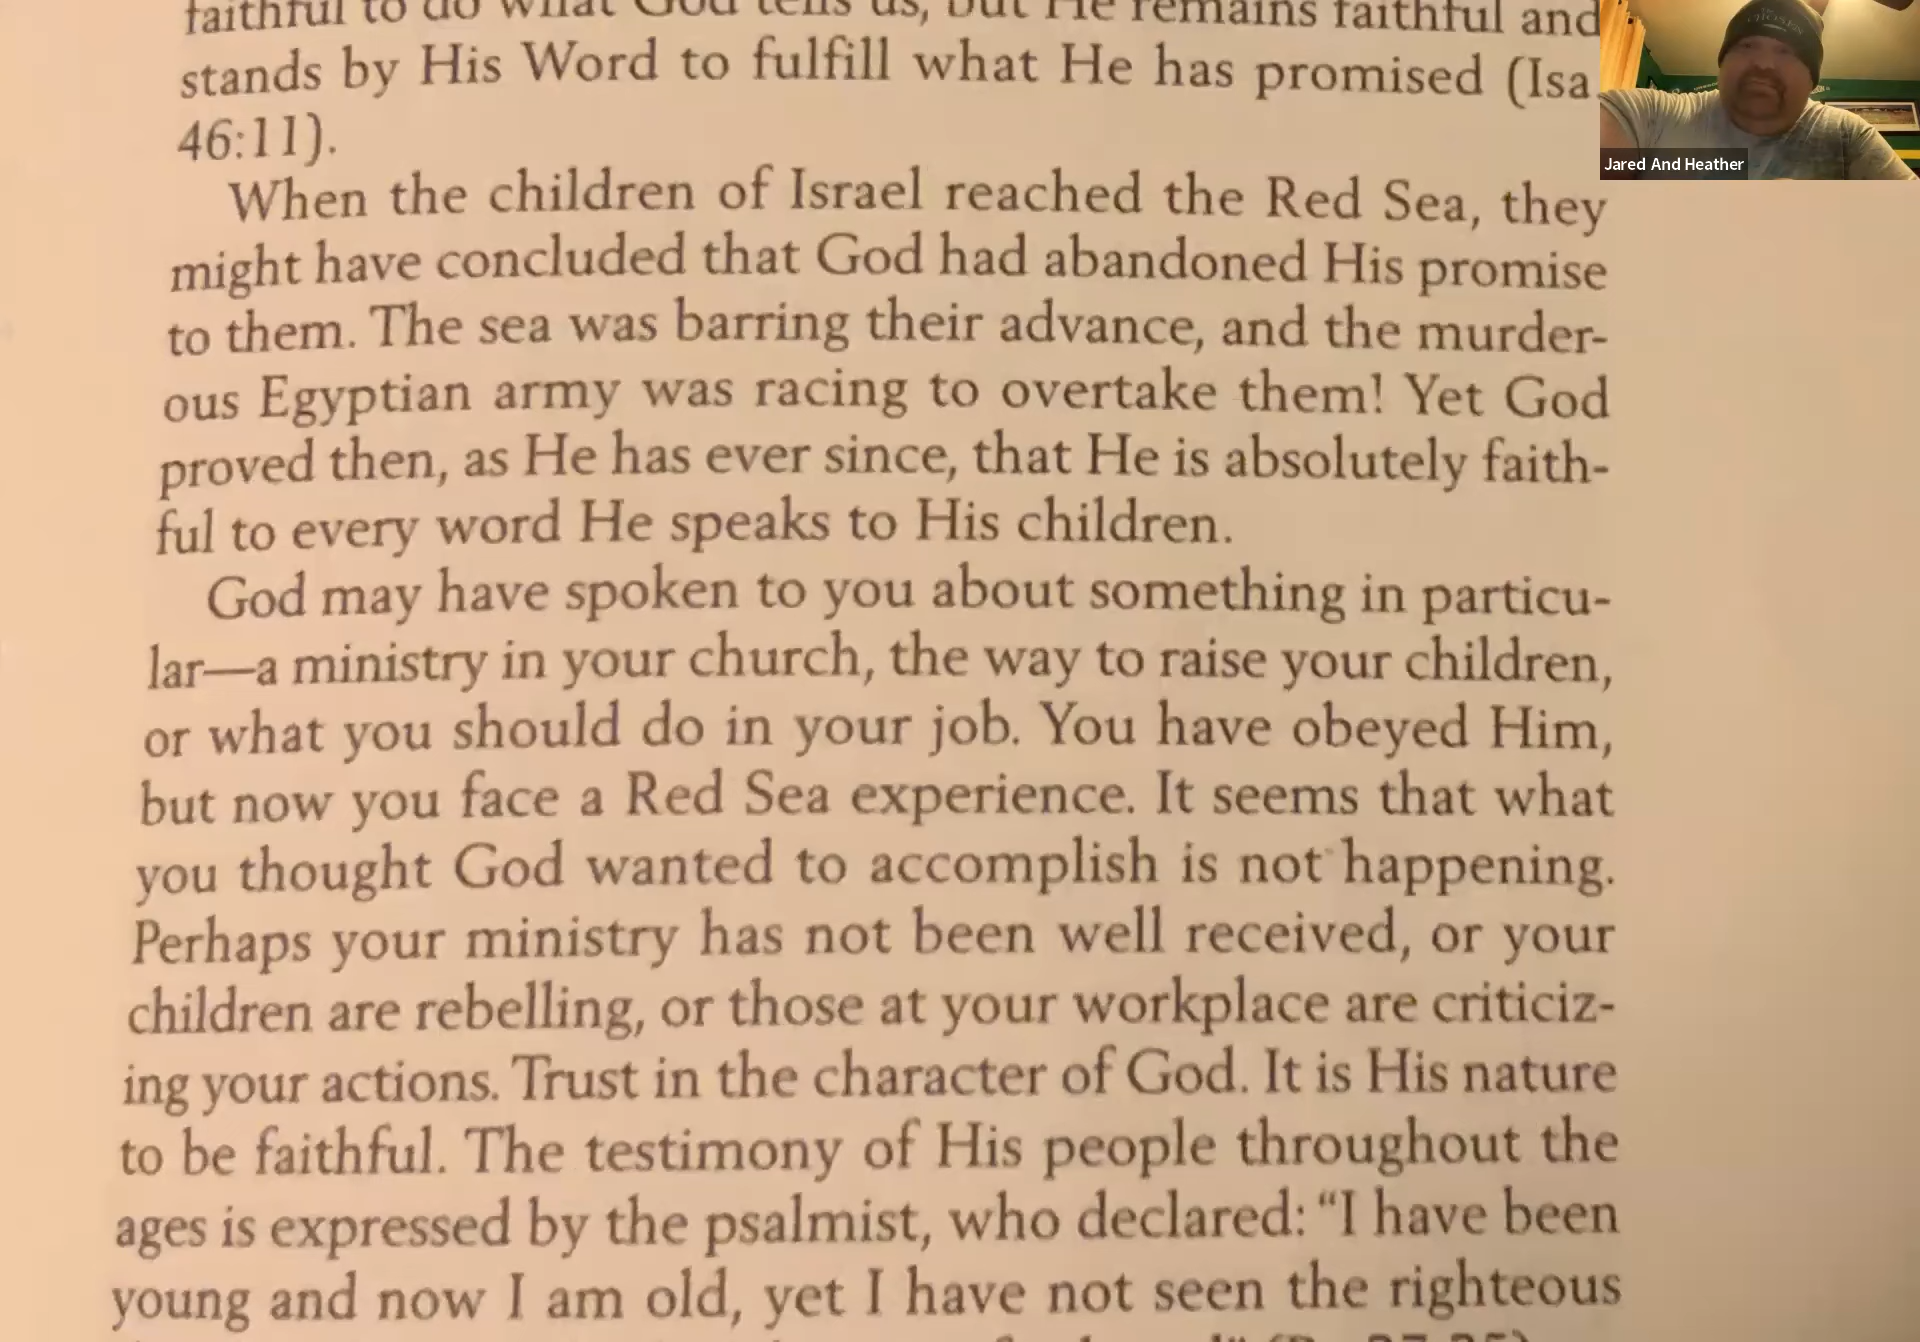 faithful to do what God tells us, but He remains faithful and
stands by His Word to fulfill what He has promised (Isa
46:11).
When the children of Israel reached the Red Sea, they
might have concluded that God had abandoned His promise
to them. The sea was barring their advance, and the murder-
ous Egyptian army was racing to overtake them! Yet God
proved then, as He has ever since, that He is absolutely faith-
ful to every word He speaks to His children.
God may have spoken to you about something in particu-
lar—a ministry in your church, the way to raise your children,
or what you should do in your job. You have obeyed Him,
but now you face a Red Sea experience. It seems that what
you thought God wanted to accomplish is not happening.
Perhaps your ministry has not been well received, or your
children are rebelling, or those at your workplace are criticiz-
ing your actions. Trust in the character of God. It is His nature
to be faithful. The testimony of His people throughout the
ages is expressed by the psalmist, who declared: “I have been
young and now I am old, yet I have not seen the righteous
CHOSEN
Jared And Heather